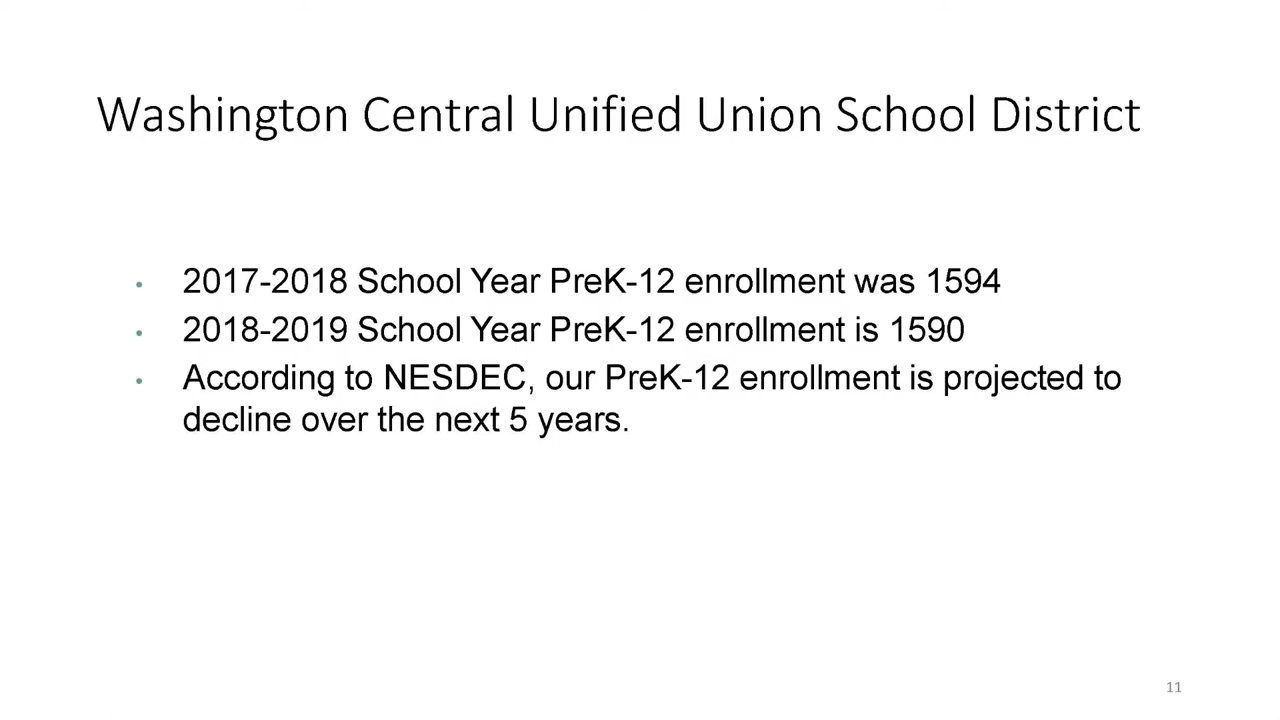 Washington Central Unified Union School District
• 2017-2018 School Year PreK-12 enrollment was 1594
• 2018-2019 School Year PreK-12 enrollment is 1590
• According to NESDEC, our PreK-12 enrollment is projected to
decline over the next 5 years.
11